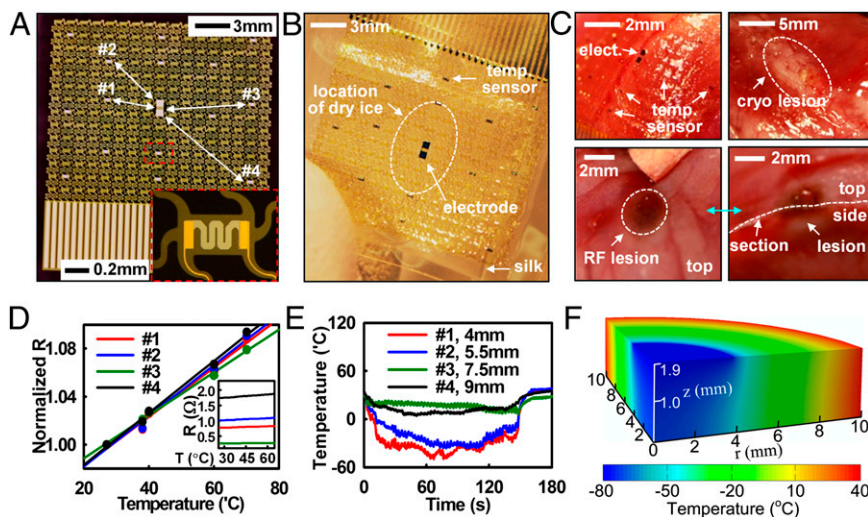 A
3mm
#2
#1
#3
#4
0.2mm
B
3mm
temp.
sensor
location
of dry ice
electrode
silk
C
2mm
elect.
temp.
sensor
5mm
cryo lesion
2mm
RF lesion
top
2mm
top
side
section
lesion
D
Normalized R
1.08
1.04
1.00
#1
#2
#3
#4
R (Ω)
2.0
1.5
1.0
0.5
T (°C) 30 45 60
20 40 60 80
Temperature ('C)
E
Temperature ('C)
120
60
0
-60
#1, 4mm
#2, 5.5mm
#3, 7.5mm
#4, 9mm
0 60 120 180
Time (s)
F
10
8
6
4
2
1.9
1.0
z (mm)
0 2 4 6 8 10
r (mm)
-80 -50 -20 10 40
Temperature (°C)